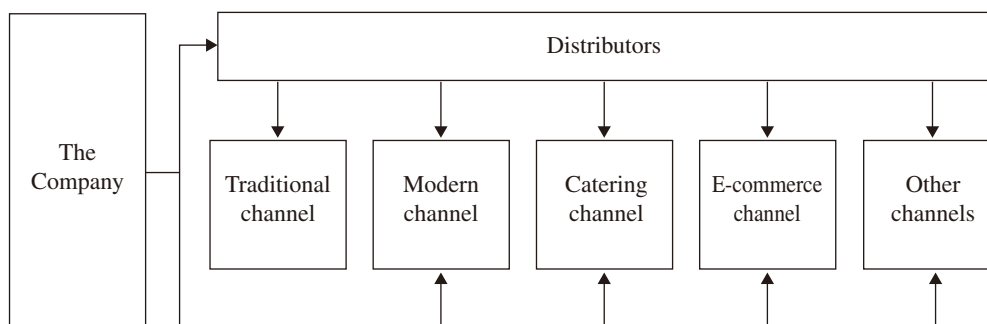 Distributors
The
Company
Traditional
channel
Modern
channel
Catering
channel
E-commerce
channel
Other
channels